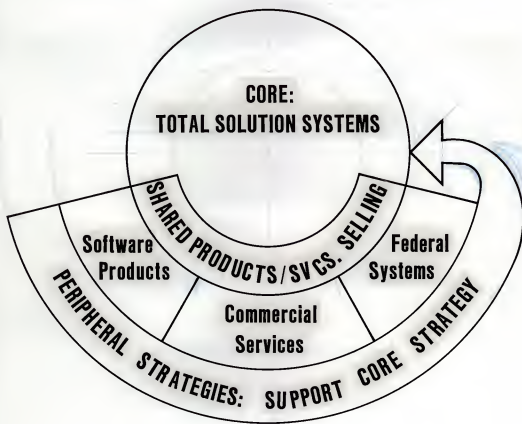 CORE:
TOTAL SOLUTION SYSTEMS
SHARED PRODUCTS/SVCS. SELLING
Software
Products
Commercial
Services
Federal
Systems
PERIPHERAL STRATEGIES: SUPPORT CORE STRATEGY